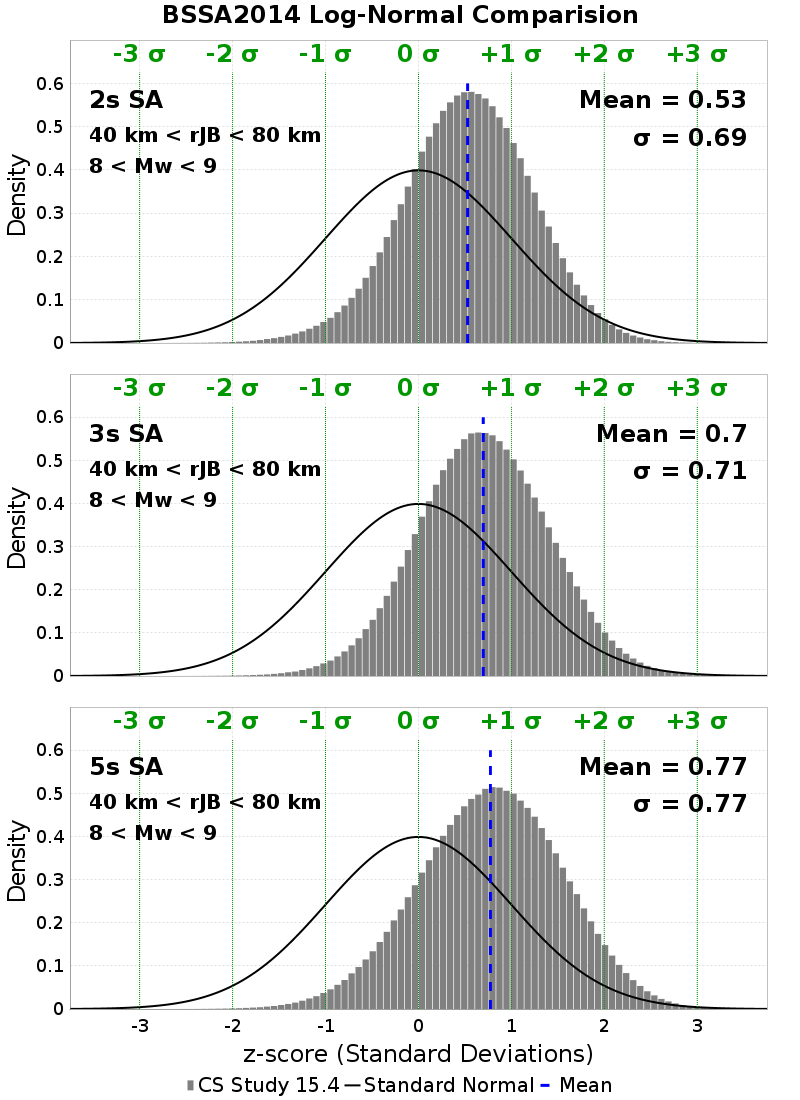 BSSA2014 Log-Normal Comparision
-3 σ -2 σ -1 σ 0 σ +1 σ +2 σ +3 σ
2s SA
40 km < rJB < 80 km
8 < Mw < 9
Mean = 0.53
σ = 0.69
Density
0.6
0.5
0.4
0.3
0.2
0.1
0
-3 σ -2 σ -1 σ 0 σ +1 σ +2 σ +3 σ
3s SA
40 km < rJB < 80 km
8 < Mw < 9
Mean = 0.7
σ = 0.71
Density
0.6
0.5
0.4
0.3
0.2
0.1
0
-3 σ -2 σ -1 σ 0 σ +1 σ +2 σ +3 σ
5s SA
40 km < rJB < 80 km
8 < Mw < 9
Mean = 0.77
σ = 0.77
Density
0.6
0.5
0.4
0.3
0.2
0.1
0
-3 -2 -1 0 1 2 3
z-score (Standard Deviations)
CS Study 15.4 Standard Normal Mean